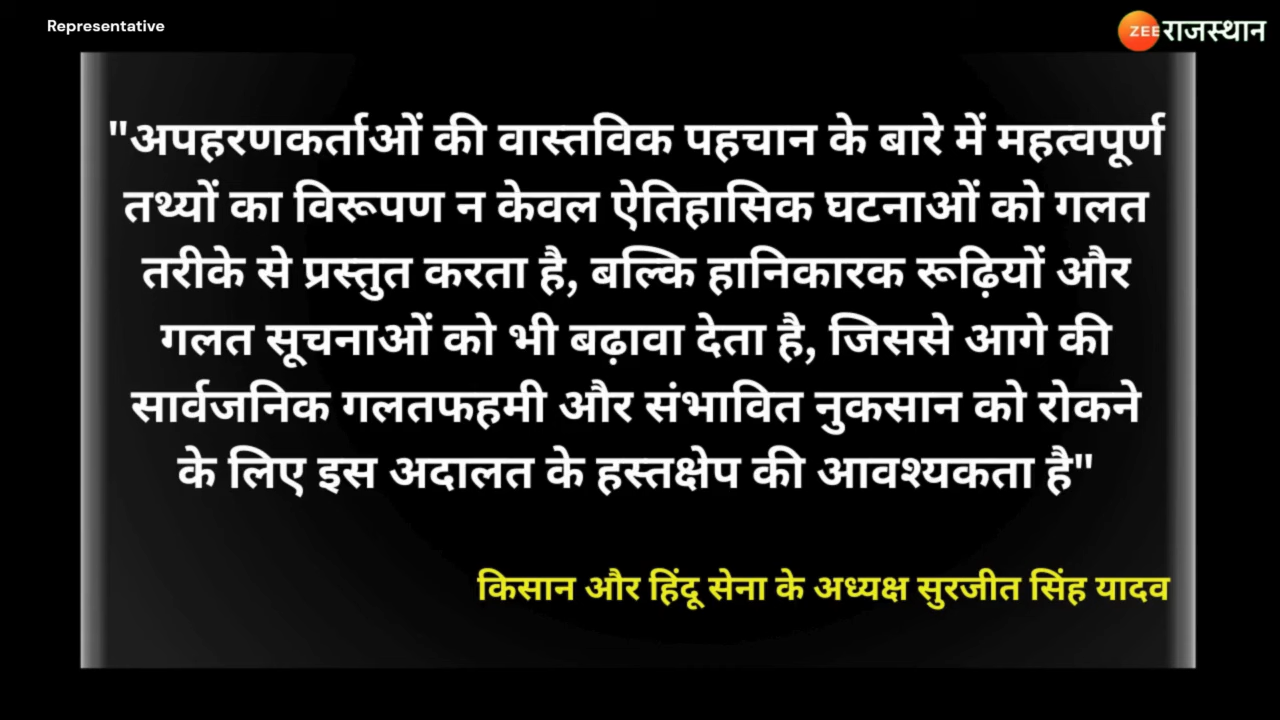 Representative
ZEE राजस्थान
"अपहरणकर्ताओं की वास्तविक पहचान के बारे में महत्वपूर्ण
तथ्यों का विरूपण न केवल ऐतिहासिक घटनाओं को गलत
तरीके से प्रस्तुत करता है, बल्कि हानिकारक रूढ़ियों और
गलत सूचनाओं को भी बढ़ावा देता है, जिससे आगे की
सार्वजनिक गलतफहमी और संभावित नुकसान को रोकने
के लिए इस अदालत के हस्तक्षेप की आवश्यकता है"
किसान और हिंदू सेना के अध्यक्ष सुरजीत सिंह यादव